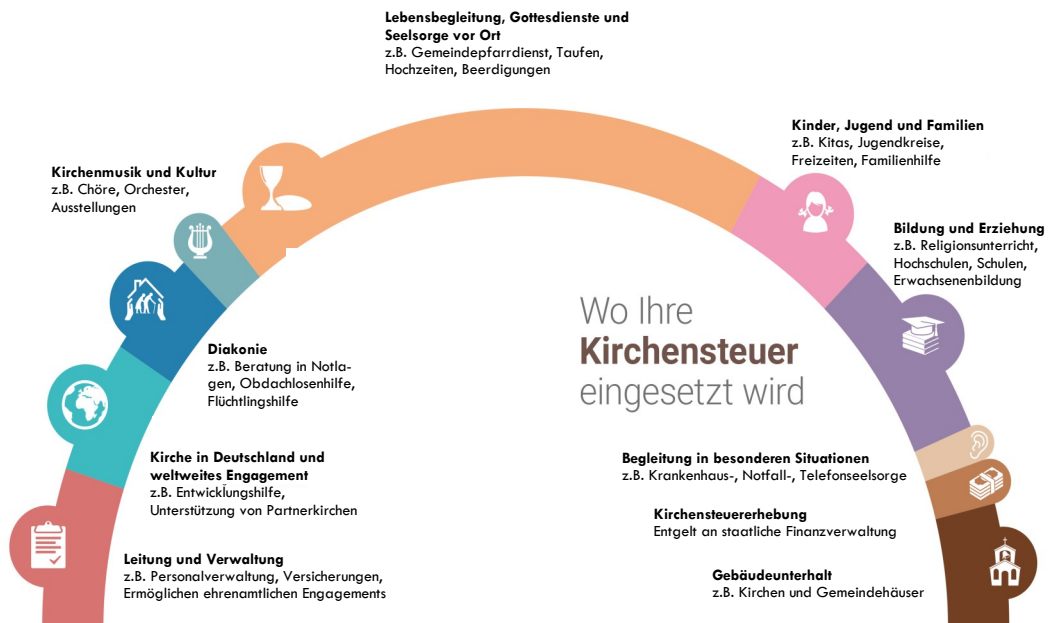 Lebensbegleitung, Gottesdienste und
Seelsorge vor Ort
z.B. Gemeindepfarrdienst, Taufen,
Hochzeiten, Beerdigungen
Kinder, Jugend und Familien
z.B. Kitas, Jugendkreise,
Freizeiten, Familienhilfe
Kirchenmusik und Kultur
z.B. Chöre, Orchester,
Ausstellungen
Bildung und Erziehung
z.B. Religionsunterricht,
Hochschulen, Schulen,
Erwachsenenbildung
Wo Ihre
Kirchensteuer
eingesetzt wird
Diakonie
z.B. Beratung in Notla-
gen, Obdachlosenhilfe,
Flüchtlingshilfe
Kirche in Deutschland und
weltweites Engagement
z.B. Entwicklungshilfe,
Unterstützung von Partnerkirchen
Begleitung in besonderen Situationen
z.B. Krankenhaus-, Notfall-, Telefonseelsorge
Kirchensteuererhebung
Entgelt an staatliche Finanzverwaltung
Leitung und Verwaltung
z.B. Personalverwaltung, Versicherungen,
Ermöglichen ehrenamtlichen Engagements
Gebäudeunterhalt
z.B. Kirchen und Gemeindehäuser